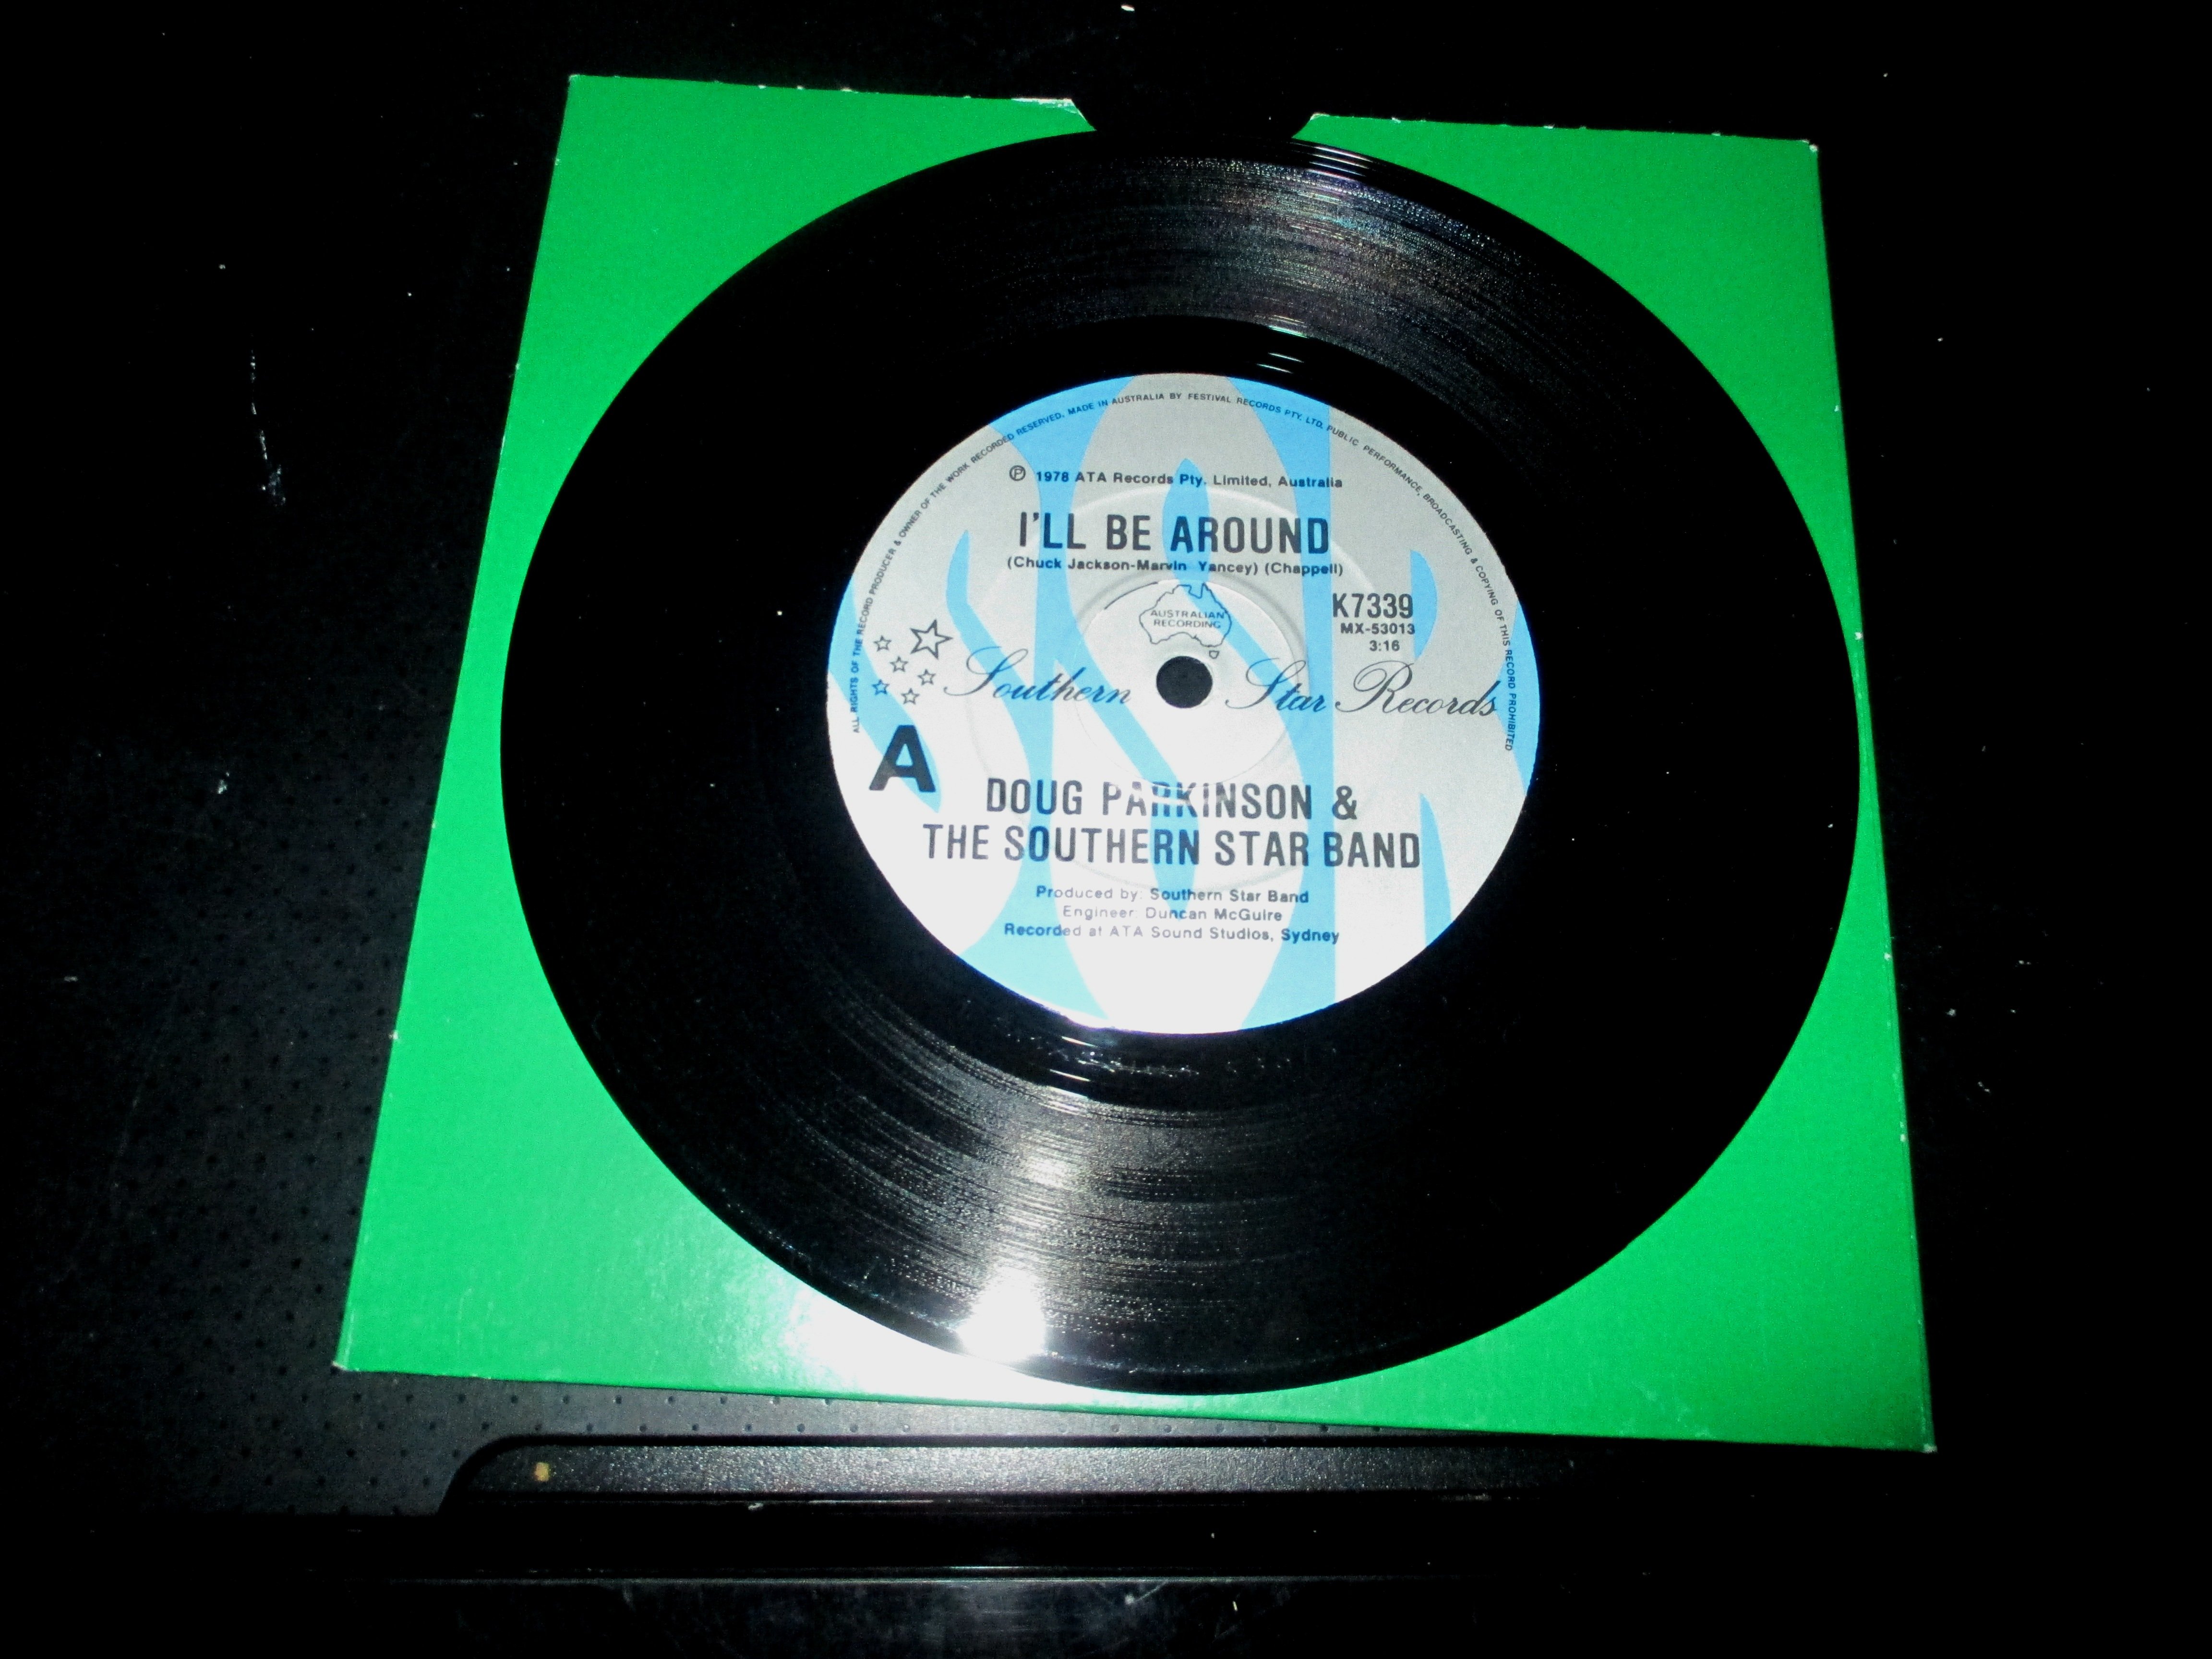 ALL RIGHTS OF THE RECORD PRODUCER & OWNER OF THE WORK RECORDED RESERVED, MADE IN AUSTRALIA BY FESTIVAL RECORDS PTY. LTD. PUBLIC PERFORMANCE, BROADCASTING & COPYING OF THIS RECORD PROHIBITED
℗ 1978 ATA Records Pty. Limited, Australia
I'LL BE AROUND
(Chuck Jackson-Marvin Yancey) (Chappell)
AUSTRALIAN
RECORDING
K7339
MX-53013
3:16
Southern Star Records
A
DOUG PARKINSON &
THE SOUTHERN STAR BAND
Produced by: Southern Star Band
Engineer: Duncan McGuire
Recorded at ATA Sound Studios, Sydney